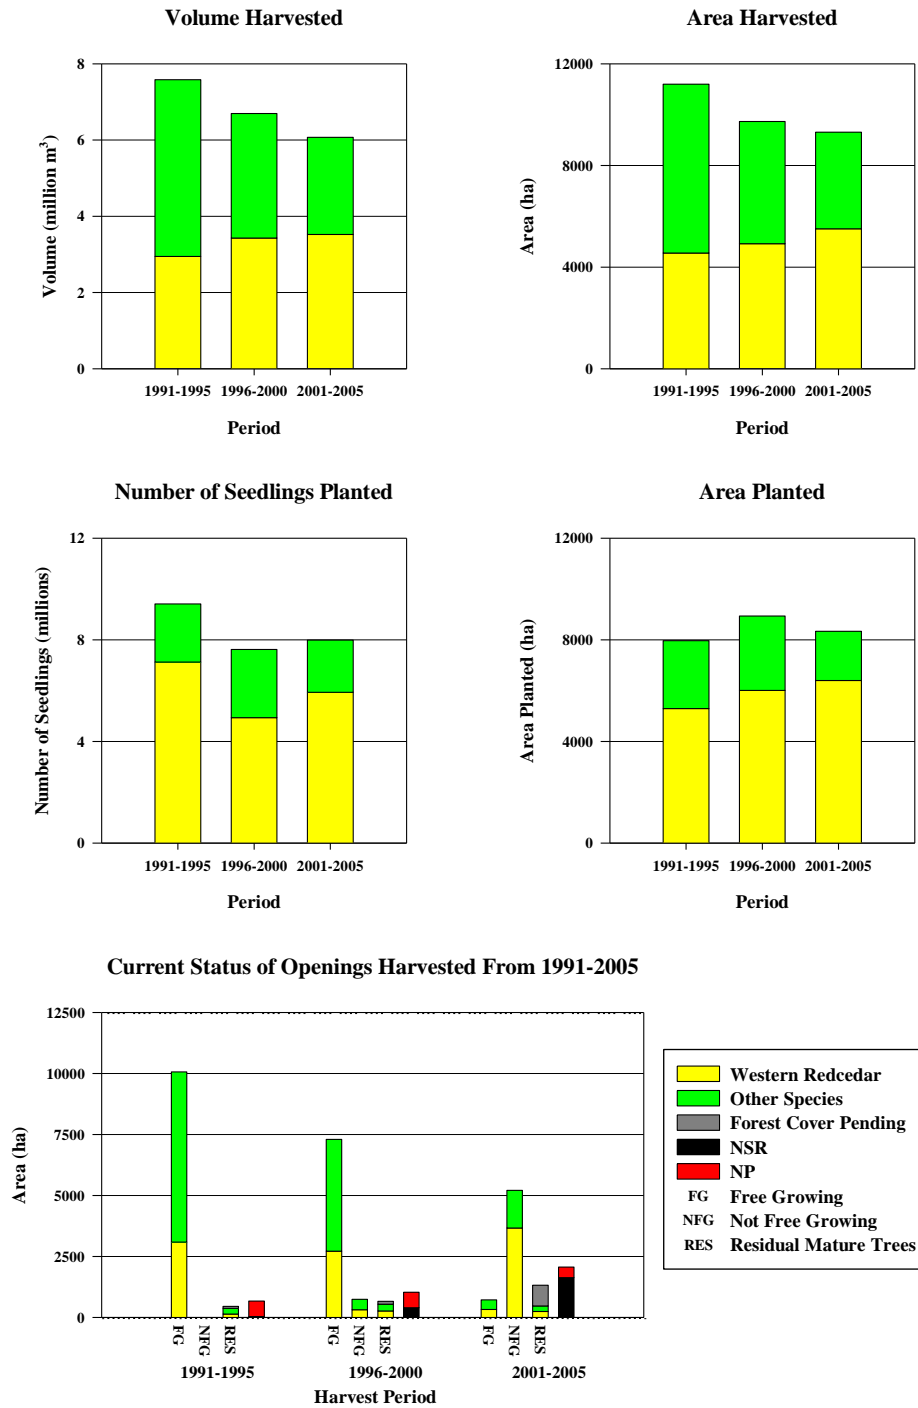 Volume Harvested
Area Harvested
8
6
4
2
0
Volume (million m³)
1991-1995 1996-2000 2001-2005
Period
12000
8000
4000
0
Area (ha)
1991-1995 1996-2000 2001-2005
Period
Number of Seedlings Planted
Area Planted
12
8
4
0
Number of Seedlings (millions)
1991-1995 1996-2000 2001-2005
Period
12000
8000
4000
0
Area Planted (ha)
1991-1995 1996-2000 2001-2005
Period
Current Status of Openings Harvested From 1991-2005
12500
10000
7500
5000
2500
0
Area (ha)
FG NFG RES FG NFG RES FG NFG RES
1991-1995 1996-2000 2001-2005
Harvest Period
Western Redcedar
Other Species
Forest Cover Pending
NSR
NP
FG Free Growing
NFG Not Free Growing
RES Residual Mature Trees